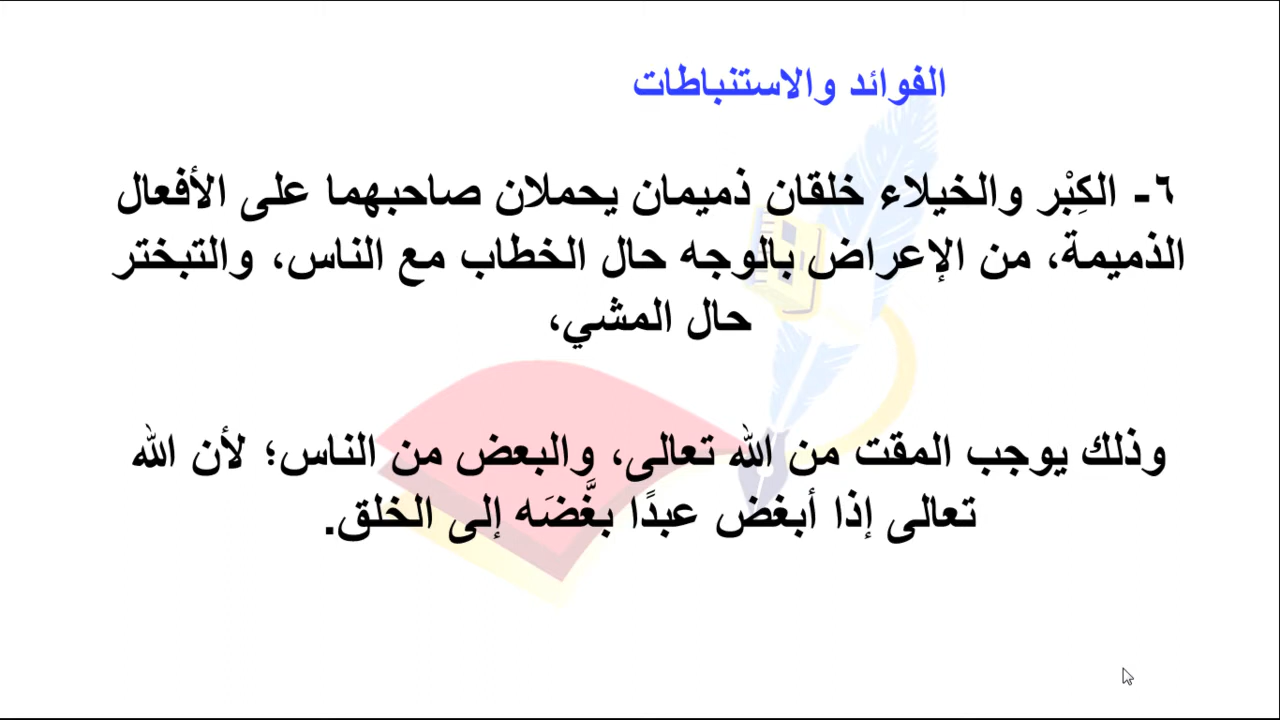 الفوائد والاستنباطات
٦- الكِبْر والخيلاء خلقان ذميمان يحملان صاحبهما على الأفعال
الذميمة، من الإعراض بالوجه حال الخطاب مع الناس، والتبختر
حال المشي،
وذلك يوجب المقت من الله تعالى، والبعض من الناس؛ لأن الله
تعالى إذا أبغض عبدًا بغَّضَه إلى الخلق.